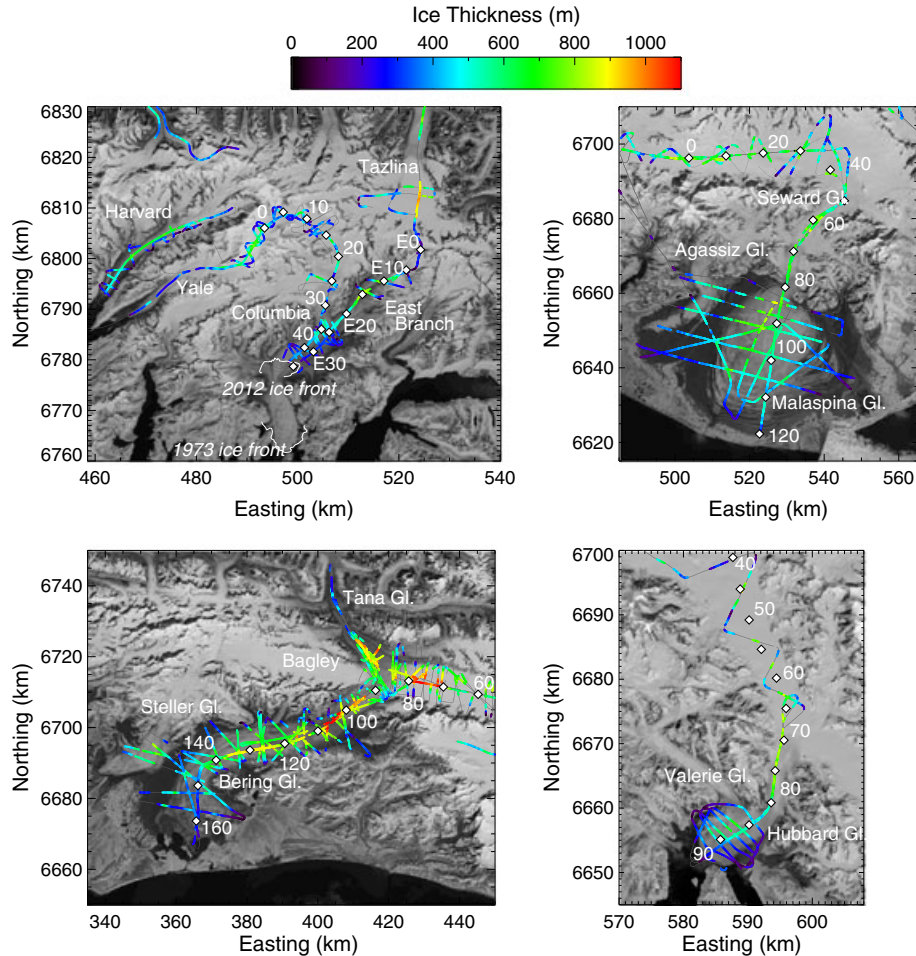 Ice Thickness (m)
0 200 400 600 800 1000
6830
6820
6810
6800
6790
6780
6770
6760
Northing (km)
460 480 500 520 540
Easting (km)
Tazlina
Harvard
0
10
20
E0
Yale
E10
30
Columbia
East
Branch
E20
40
E30
2012 ice front
1973 ice front
6700
6680
6660
6640
6620
Northing (km)
500 520 540 560
Easting (km)
0
20
40
Seward Gl.
60
Agassiz Gl.
80
100
Malaspina Gl.
120
6740
6720
6700
6680
6660
Northing (km)
340 360 380 400 420 440
Easting (km)
Tana Gl.
Bagley
60
80
Steller Gl.
100
140
120
Bering Gl.
160
6700
6690
6680
6670
6660
6650
Northing (km)
570 580 590 600
Easting (km)
40
50
60
70
Valerie Gl.
80
Hubbard Gl.
90